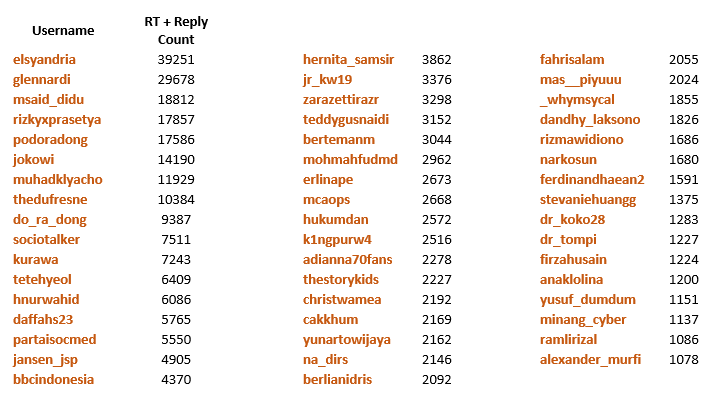 Username RT + Reply Count
elsyandria 39251
glennardi 29678
msaid_didu 18812
rizkyxprasetya 17857
podoradong 17586
jokowi 14190
muhadklyacho 11929
thedufresne 10384
do_ra_dong 9387
sociotalker 7511
kurawa 7243
tetehyeol 6409
hnurwahid 6086
daffahs23 5765
partaisocmed 5550
jansen_jsp 4905
bbcindonesia 4370
hernita_samsir 3862
jr_kw19 3376
zarazettirazr 3298
teddygusnaidi 3152
bertemanm 3044
mohmahfudmd 2962
erlinape 2673
mcaops 2668
hukumdan 2572
k1ngpurw4 2516
adianna70fans 2278
thestorykids 2227
christwamea 2192
cakkhum 2169
yunartowijaya 2162
na_dirs 2146
berlianidris 2092
fahrisalam 2055
mas__piyuuu 2024
_whymsycal 1855
dandhy_laksono 1826
rizmawidiono 1686
narkosun 1680
ferdinandhaean2 1591
stevaniehuangg 1375
dr_koko28 1283
dr_tompi 1227
firzahusain 1224
anaklolina 1200
yusuf_dumdum 1151
minang_cyber 1137
ramlirizal 1086
alexander_murfi 1078